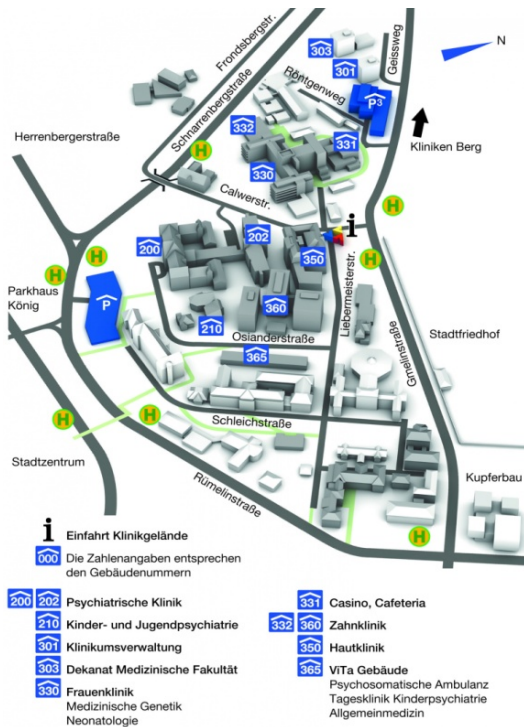 Frondsbergstr.
Schnarrenbergstraße
303
301
Geissweg
N
Röntgenweg
P3
332
331
330
Kliniken Berg
Herrenbergerstraße
H
Calwerstr.
H
i
200
202
350
H
H
H
Parkhaus
König
P
210
360
Liebermeisterstr.
Osianderstraße
Gmelinstraße
Stadtfriedhof
365
H
H
Schleichstraße
Stadtzentrum
Rümelinstraße
Kupferbau
H
i Einfahrt Klinikgelände
000 Die Zahlenangaben entsprechen
den Gebäudenummern
200 202 Psychiatrische Klinik
210 Kinder- und Jugendpsychiatrie
301 Klinikumsverwaltung
303 Dekanat Medizinische Fakultät
330 Frauenklinik
Medizinische Genetik
Neonatologie
331 Casino, Cafeteria
332 360 Zahnklinik
350 Hautklinik
365 ViTa Gebäude
Psychosomatische Ambulanz
Tagesklinik Kinderpsychiatrie
Allgemeinmedizin